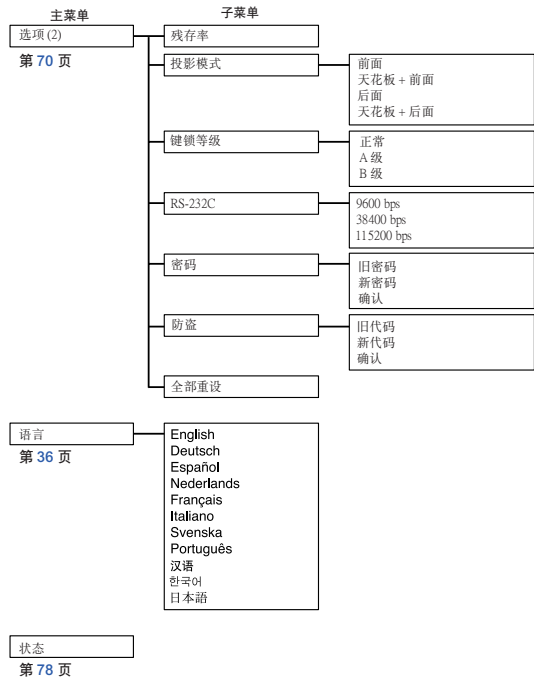 主菜单
子菜单
选项 (2)
第 70 页
残存率
投影模式
前面
天花板 + 前面
后面
天花板 + 后面
键锁等级
正常
A 级
B 级
RS-232C
9600 bps
38400 bps
115200 bps
密码
旧密码
新密码
确认
防盗
旧代码
新代码
确认
全部重设
语言
第 36 页
English
Deutsch
Español
Nederlands
Français
Italiano
Svenska
Português
汉语
한국어
日本語
状态
第 78 页